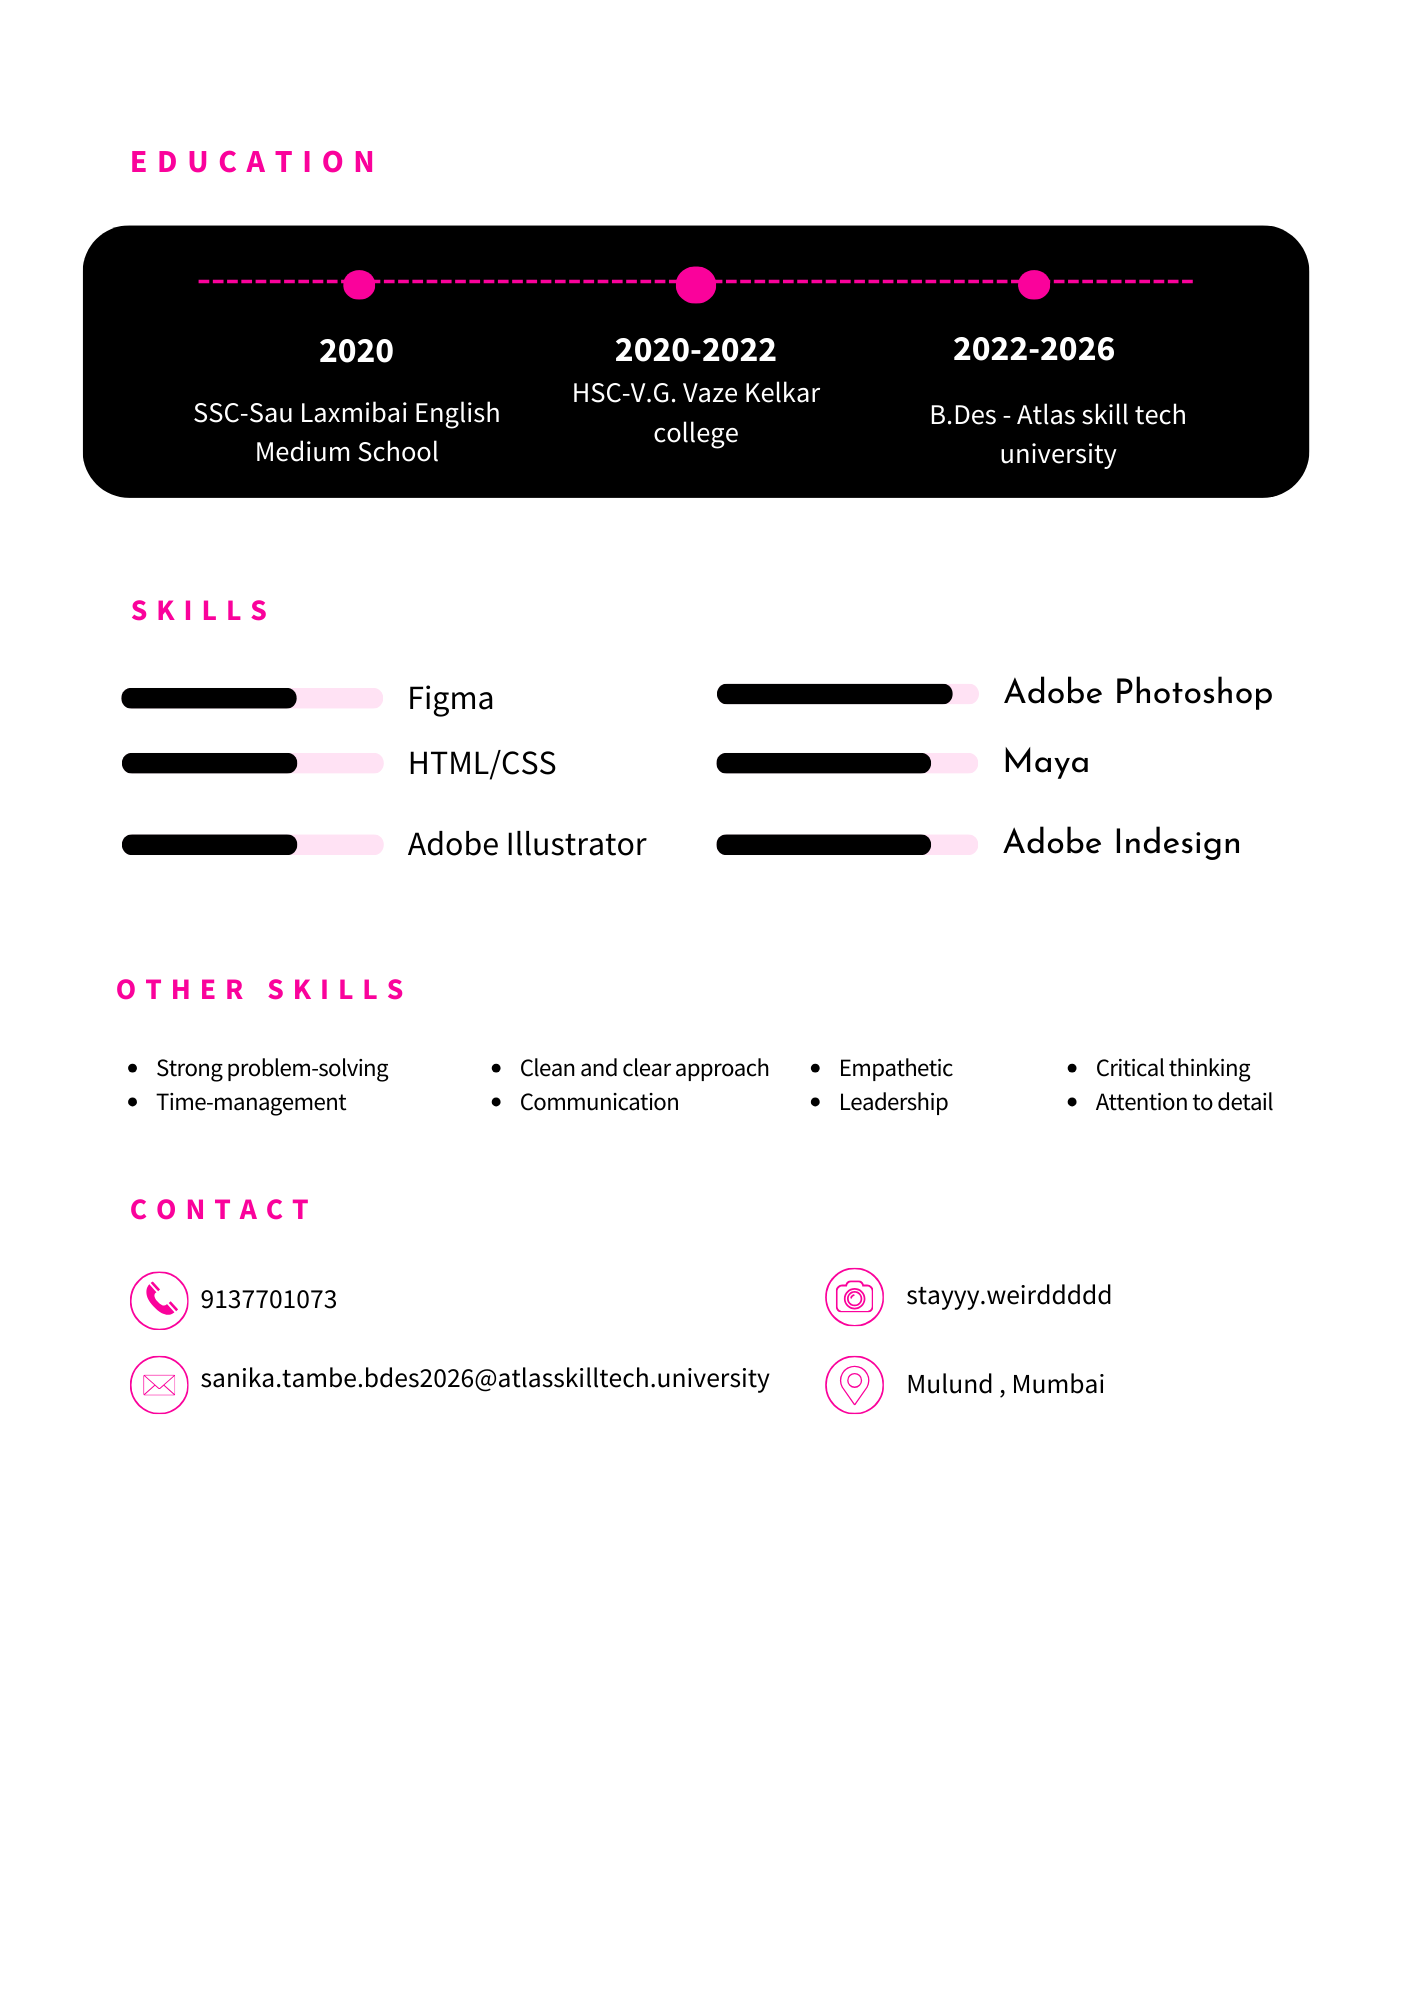 EDUCATION
2020
SSC-Sau Laxmibai English
Medium School
2020-2022
HSC-V.G. Vaze Kelkar
college
2022-2026
B.Des - Atlas skill tech
university
SKILLS
Figma
HTML/CSS
Adobe Illustrator
Adobe Photoshop
Maya
Adobe Indesign
OTHER SKILLS
• Strong problem-solving
• Time-management
• Clean and clear approach
• Communication
• Empathetic
• Leadership
• Critical thinking
• Attention to detail
CONTACT
9137701073
sanika.tambe.bdes2026@atlasskilltech.university
stayyy.weirddddd
Mulund , Mumbai